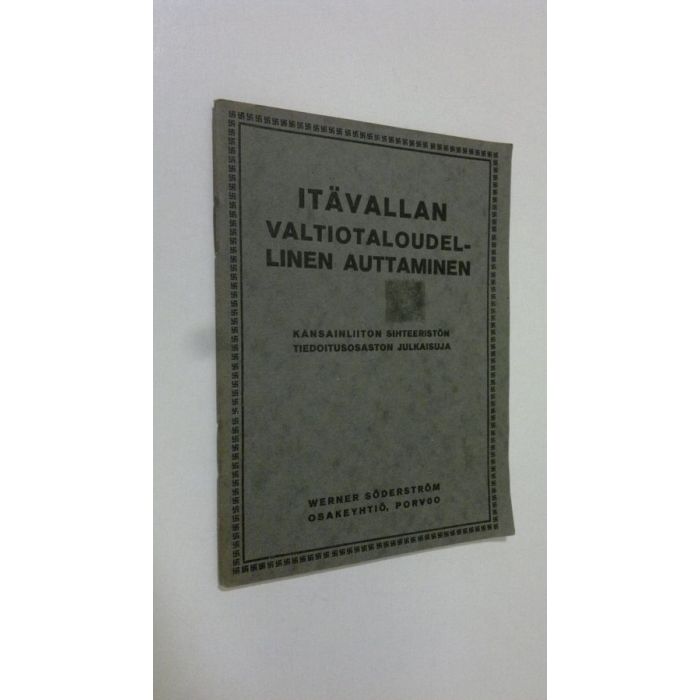 ITÄVALLAN
VALTIOTALOUDEL-
LINEN AUTTAMINEN
KANSAINLIITON SIHTEERISTÖN
TIEDOITUSOSASTON JULKAISUJA
WERNER SÖDERSTRÖM
OSAKEYHTIÖ, PORVOO